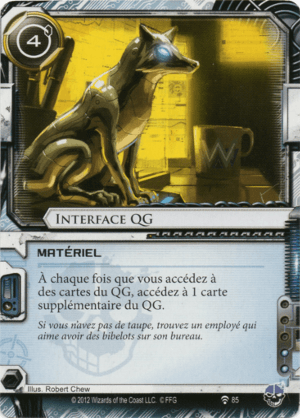 4
W
INTERFACE QG
MATÉRIEL
À chaque fois que vous accédez à
des cartes du QG, accédez à 1 carte
supplémentaire du QG.
Si vous n'avez pas de taupe, trouvez un employé qui
aime avoir des bibelots sur son bureau.
Illus. Robert Chew
© 2012 Wizards of the Coast LLC. © FFG
85